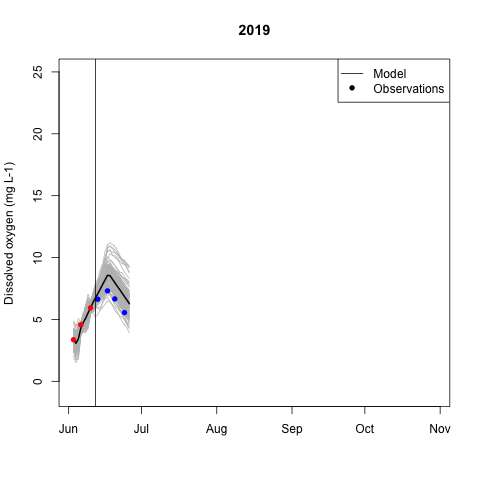 2019
Model
Observations
Dissolved oxygen (mg L-1)
25
20
15
10
5
0
Jun Jul Aug Sep Oct Nov